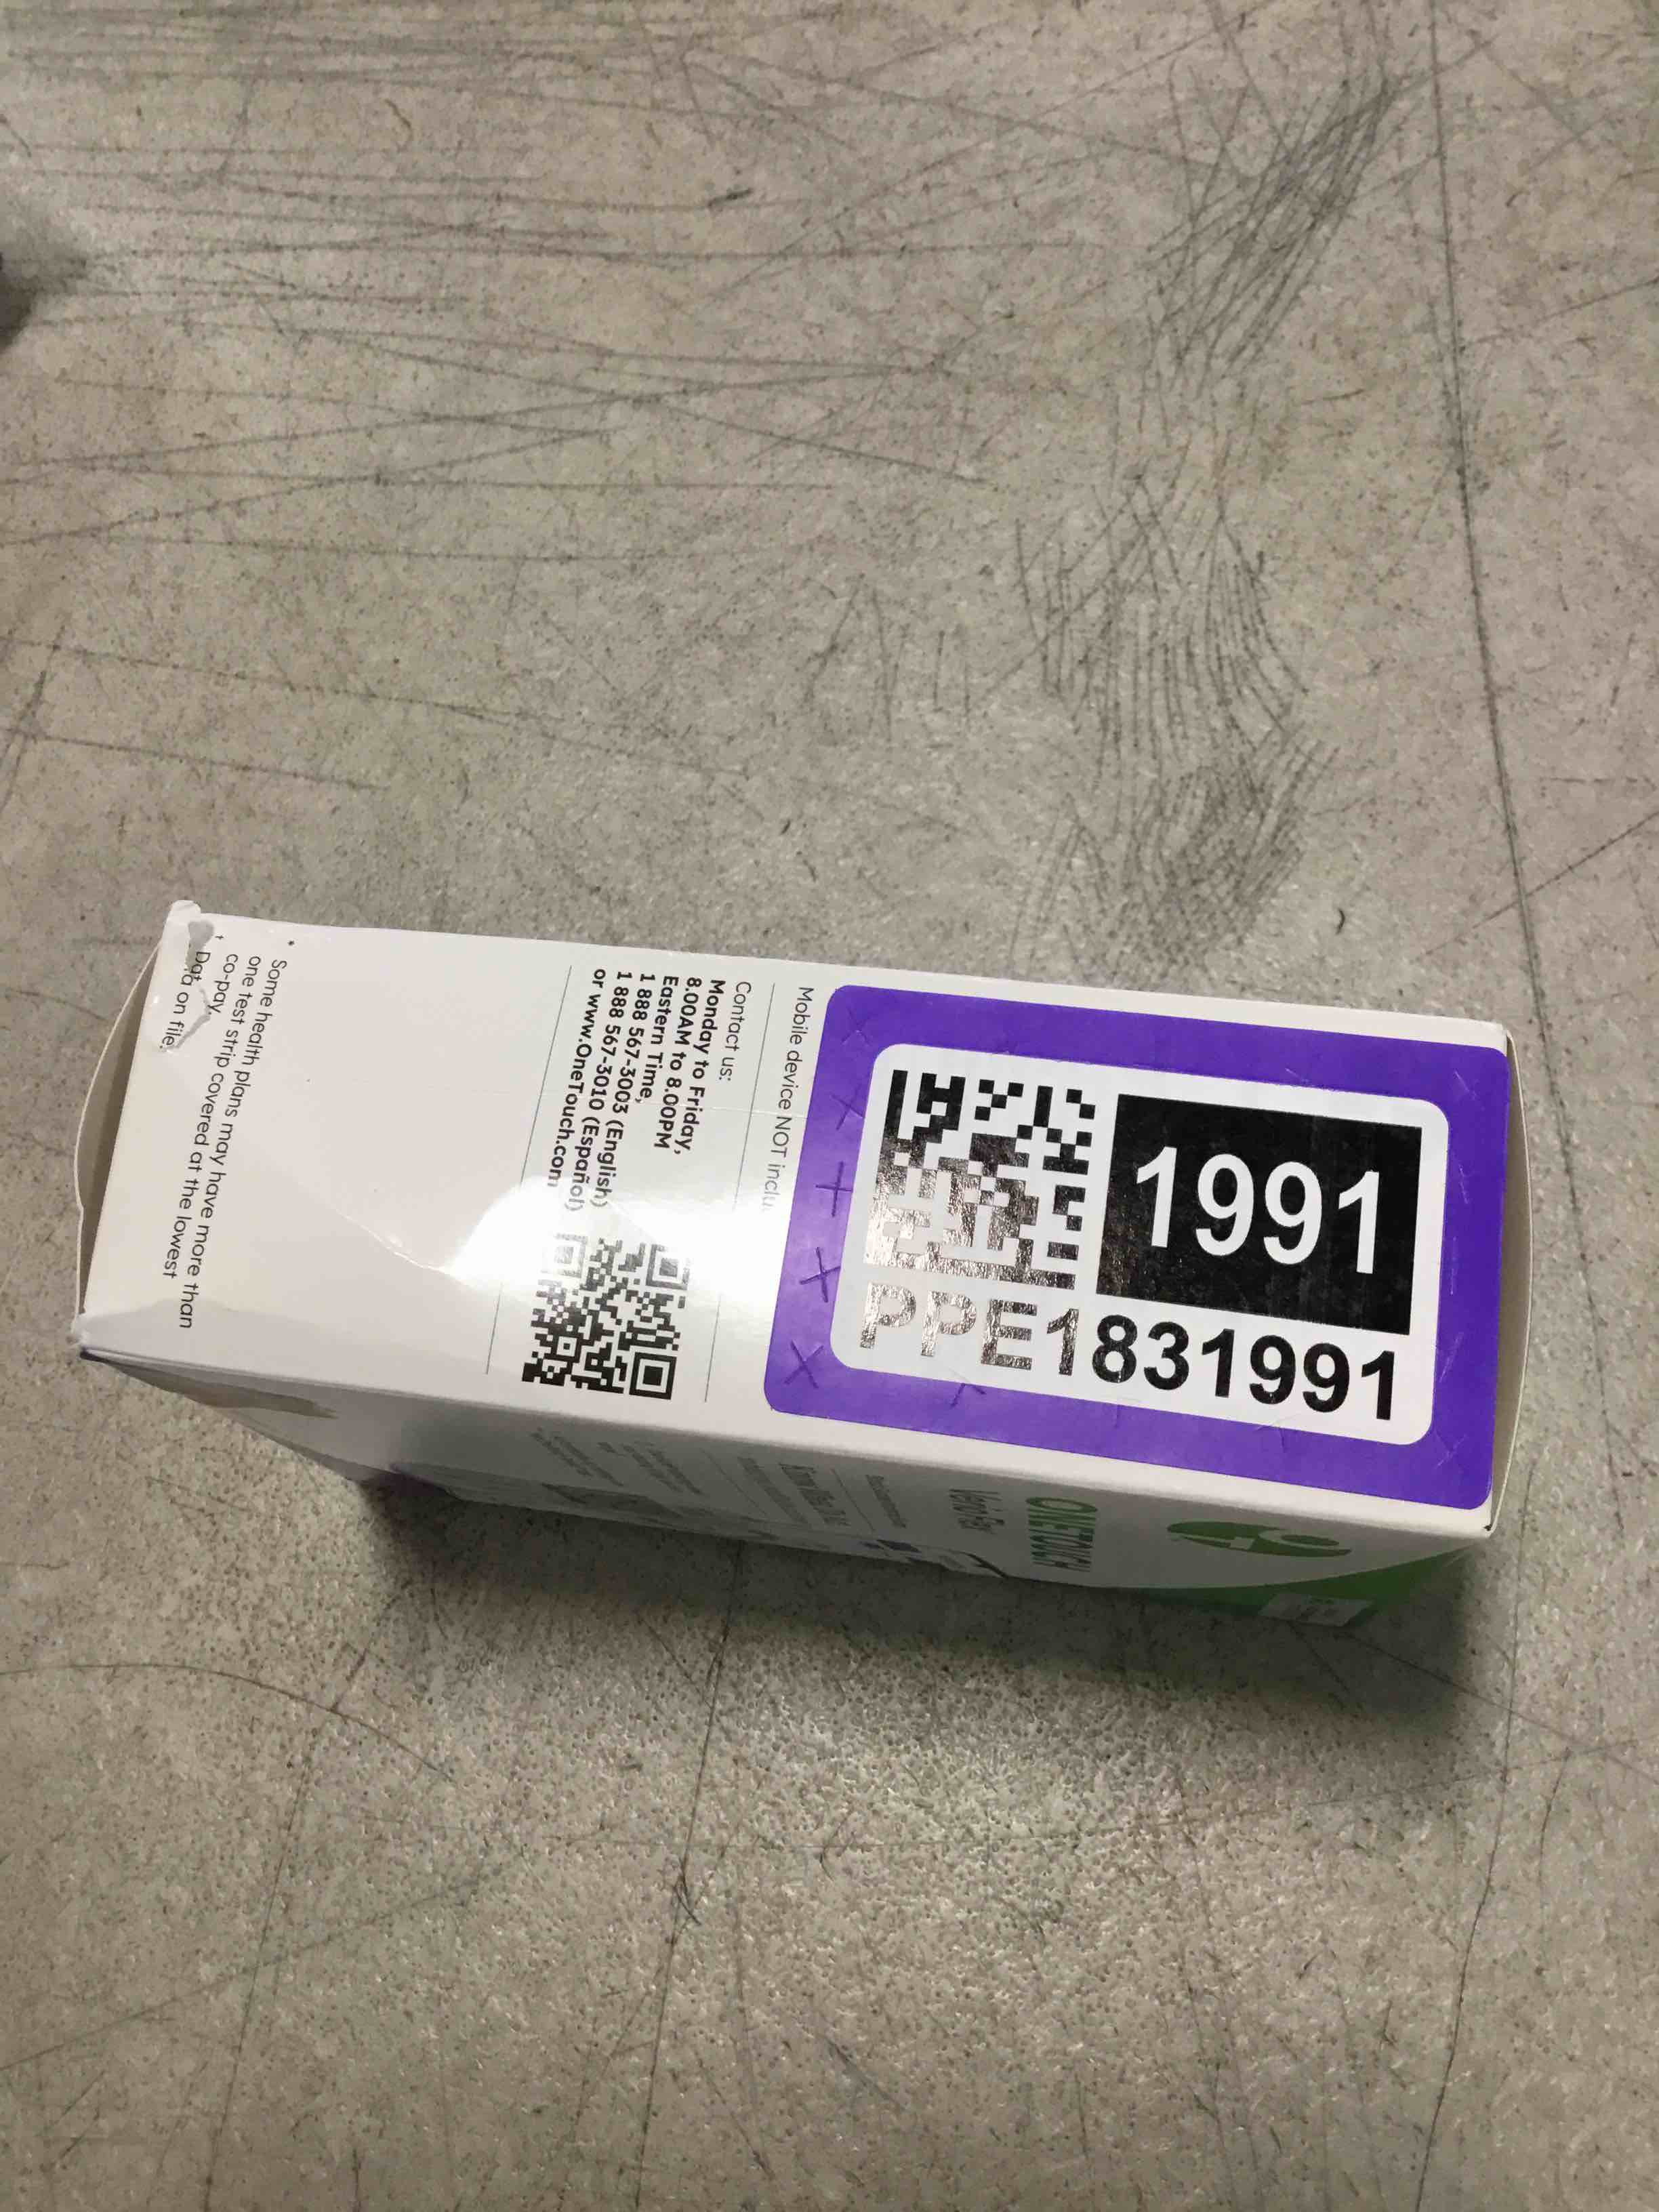 1991
PPE1831991
Mobile device NOT
Contact us:
Monday to Friday,
8.00AM to 8.00PM
Eastern Time,
1 888 567-3003 (English)
1 888 567-3010 (Español)
or www.OneTouch.com
* Some health plans may have more than
one test strip covered at the lowest
co-pay.
on file.
ONETOUCH
Verio Flex